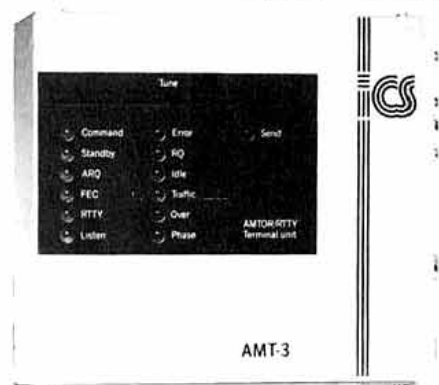 Tune
Command Error Send
Standby RQ
ARQ Idle
FEC Traffic
RTTY Over
Listen Phase
AMTOR/RTTY
Terminal unit
CS
AMT-3